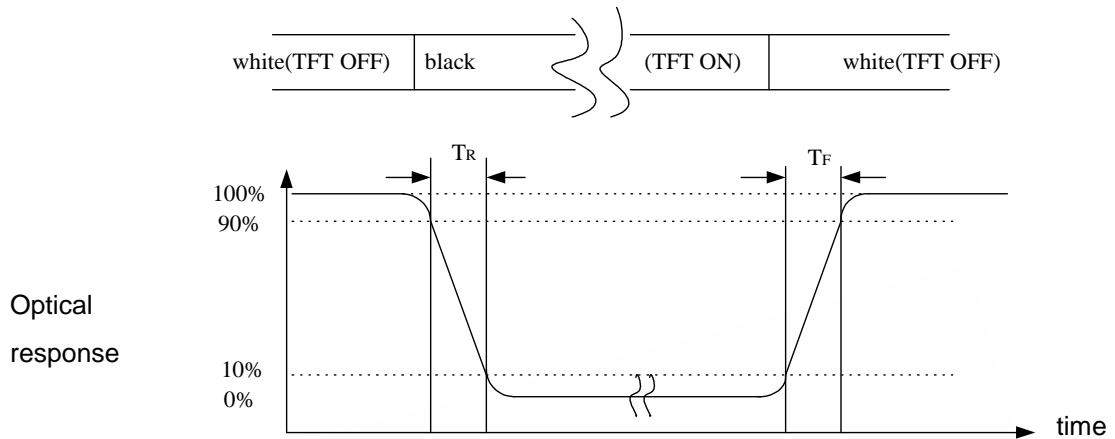 white(TFT OFF) black (TFT ON) white(TFT OFF)
TR TF
100%
90%
Optical
response
10%
0%
time